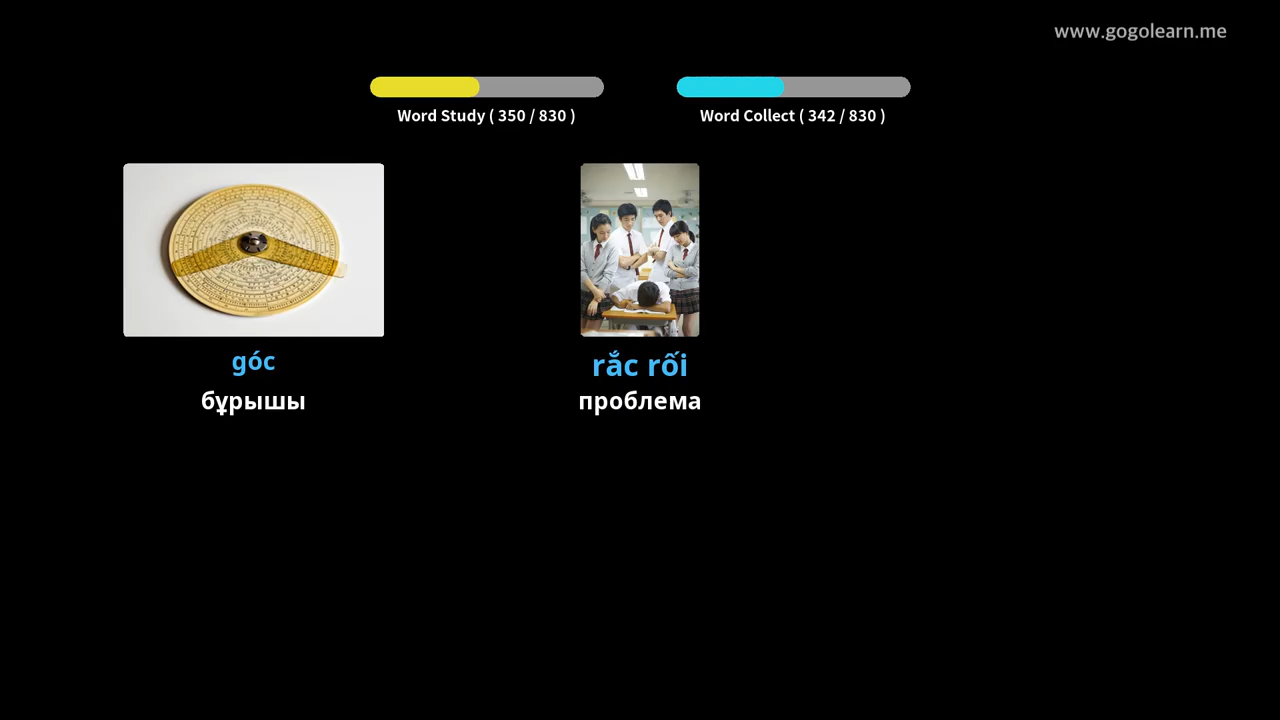 www.gogolearn.me
Word Study ( 350 / 830 )
Word Collect ( 342 / 830 )
góc
бұрышы
rắc rối
проблема